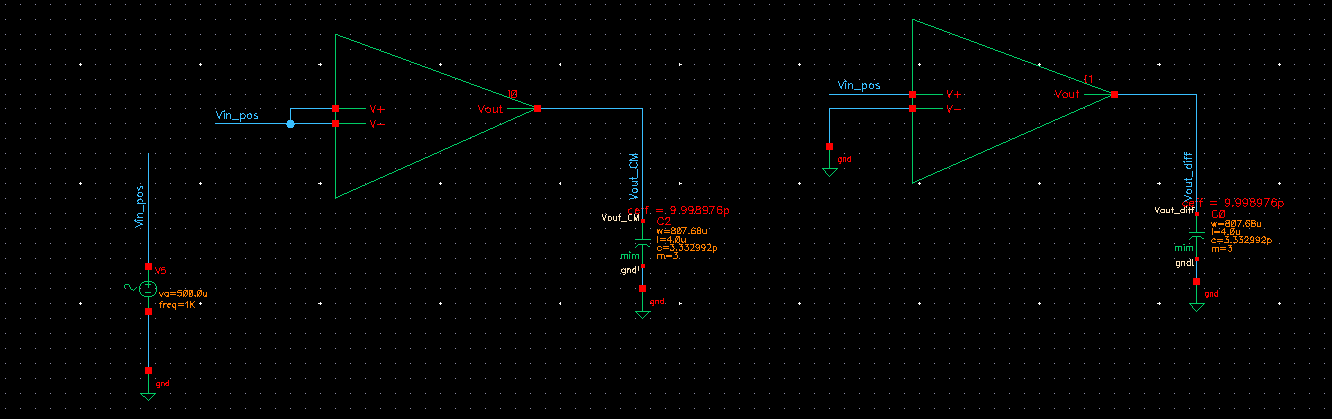 Vin_pos
V5
va=500.0u
freq=1K
gnd
Vin_pos
V+
V-
Vout
I0
Vout_CM
Vout_CM
9.998976p
C2
w=807.68u
l=4.0u
c=3.332992p
m=3
mim
gnd!
gnd
Vin_pos
V+
V-
gnd
Vout
I1
Vout_diff
Vout_diff
9.998976p
C0
w=807.68u
l=4.0u
c=3.332992p
m=3
mim
gnd!
gnd